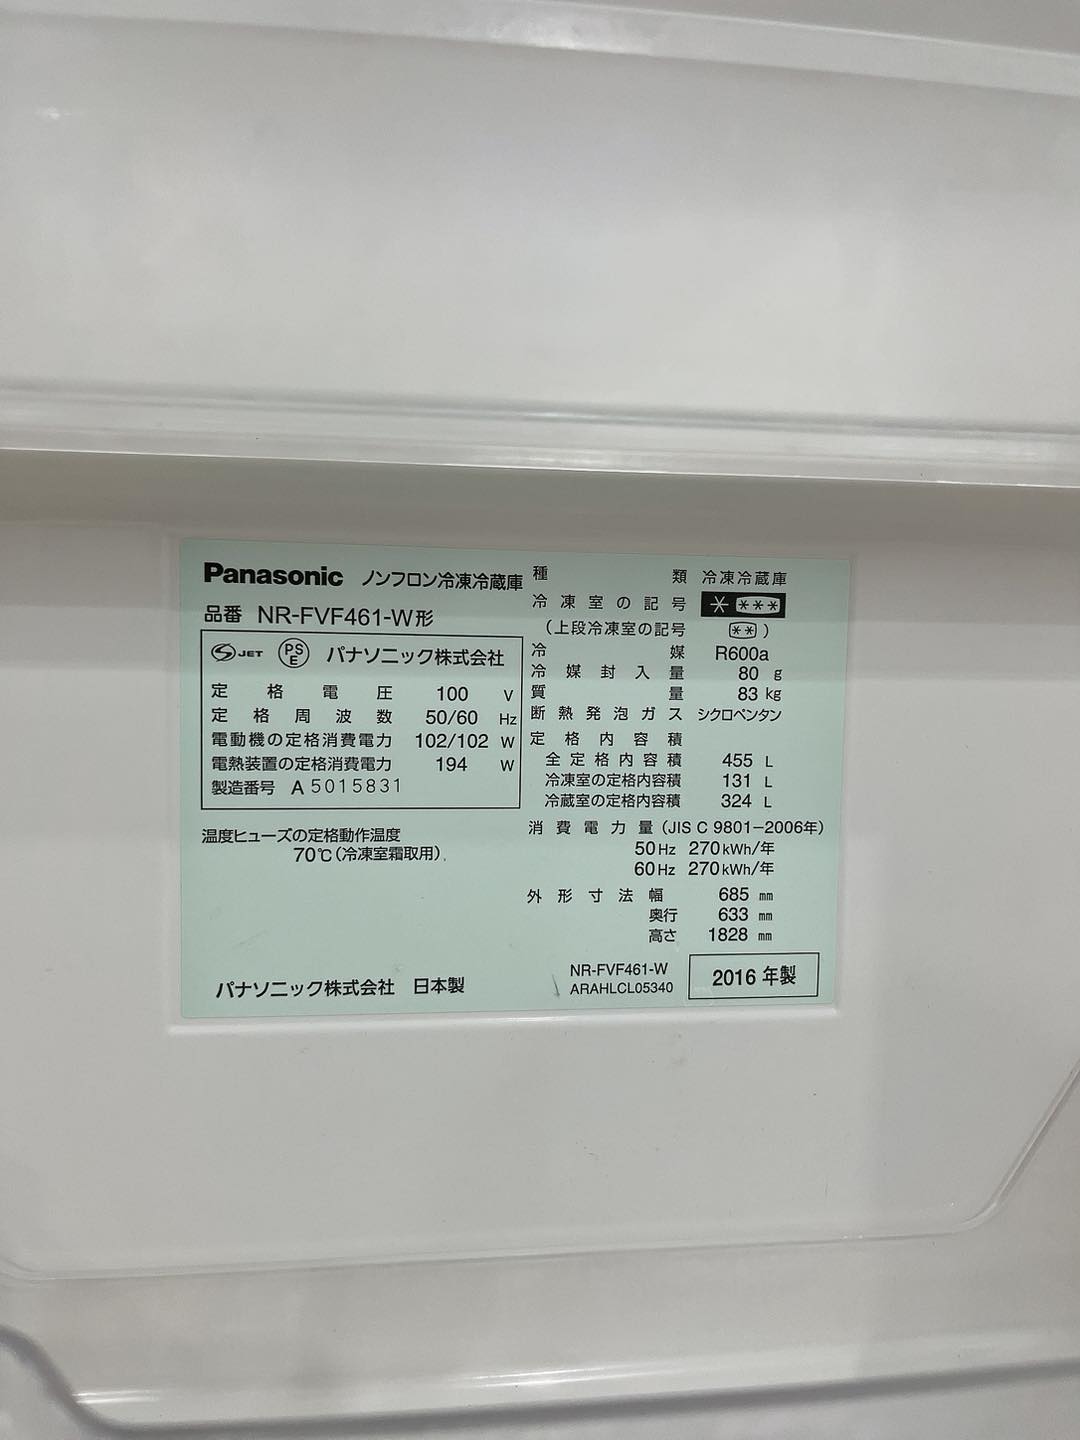 Panasonic ノンフロン冷凍冷蔵庫
品番 NR-FVF461-W形
S JET PSE パナソニック株式会社
定格電圧 100 V
定格周波数 50/60 Hz
電動機の定格消費電力 102/102 W
電熱装置の定格消費電力 194 W
製造番号 A 5015831
温度ヒューズの定格動作温度
70℃(冷凍室霜取用)
パナソニック株式会社 日本製
種類 冷凍冷蔵庫
冷凍室の記号 * ***
(上段冷凍室の記号 ** )
冷媒 R600a
冷媒封入量 80 g
質量 83 kg
断熱発泡ガス シクロペンタン
定格内容積
全定格内容積 455 L
冷凍室の定格内容積 131 L
冷蔵室の定格内容積 324 L
消費電力量(JIS C 9801-2006年)
50Hz 270kWh/年
60Hz 270kWh/年
外形寸法幅 685 mm
奥行 633 mm
高さ 1828 mm
NR-FVF461-W
ARAHLCL05340
2016 年製